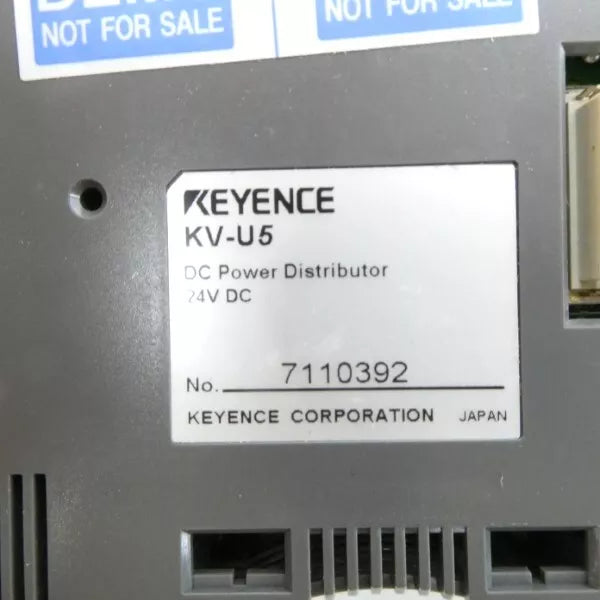 NOT FOR SALE
NOT FOR SALE
KEYENCE
KV-U5
DC Power Distributor
24V DC
No. 7110392
KEYENCE CORPORATION JAPAN